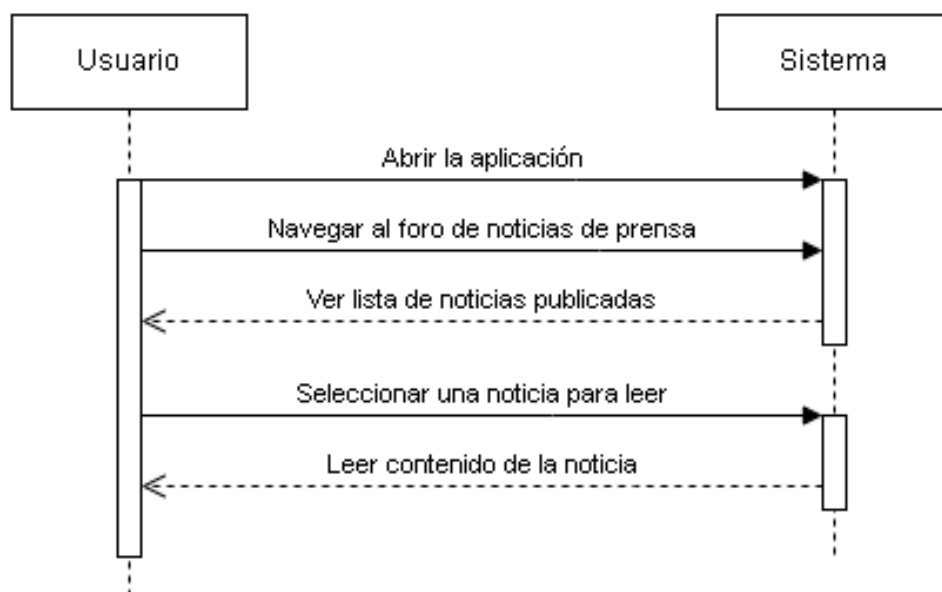 Usuario
Sistema
Abrir la aplicación
Navegar al foro de noticias de prensa
Ver lista de noticias publicadas
Seleccionar una noticia para leer
Leer contenido de la noticia